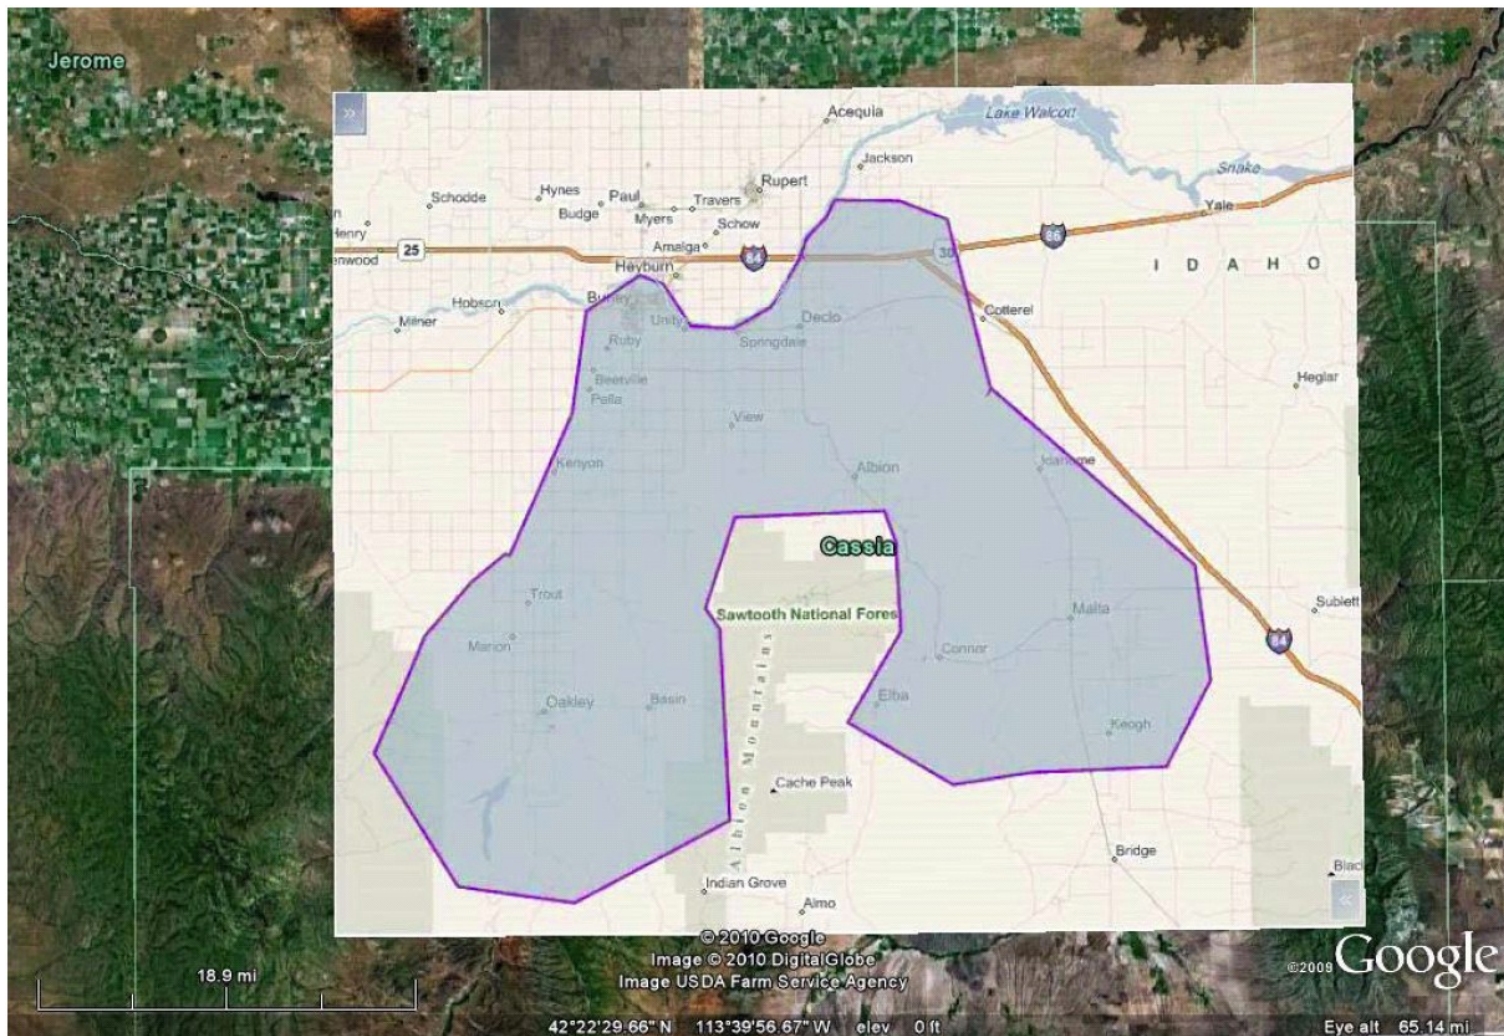 Jerome
»
Acequia
Lake Walcott
Jackson
Snake
Rupert
Hynes
Paul
Schodde
Travers
Budge
Myers
Yale
Schow
Henry
Amalga
25
84
30
86
IDAHO
Heyburn
Burley
Hobson
Milner
Unity
Declo
Cotterel
Springdale
Ruby
Beetville
Pella
Heglar
View
Kenyon
Albion
Idahome
Cassia
Trout
Sawtooth National Fores
Malta
Sublett
Marion
Connor
84
Albion Mountains
Oakley
Basin
Elba
Keogh
Cache Peak
Bridge
Blac
Indian Grove
Almo
«
© 2010 Google
Image © 2010 DigitalGlobe
Image USDA Farm Service Agency
18.9 mi
©2009 Google
42°22'29.66" N 113°39'56.67" W elev 0 ft
Eye alt 65.14 mi